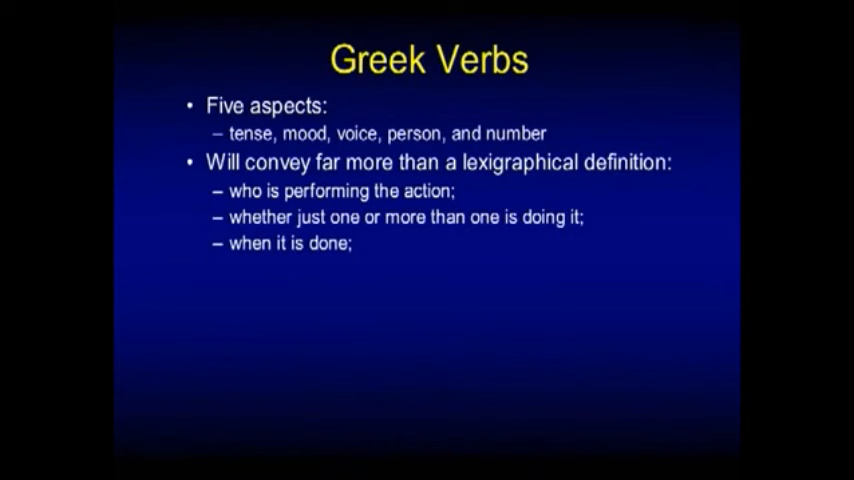 Greek Verbs
• Five aspects:
– tense, mood, voice, person, and number
• Will convey far more than a lexigraphical definition:
– who is performing the action;
– whether just one or more than one is doing it;
– when it is done;